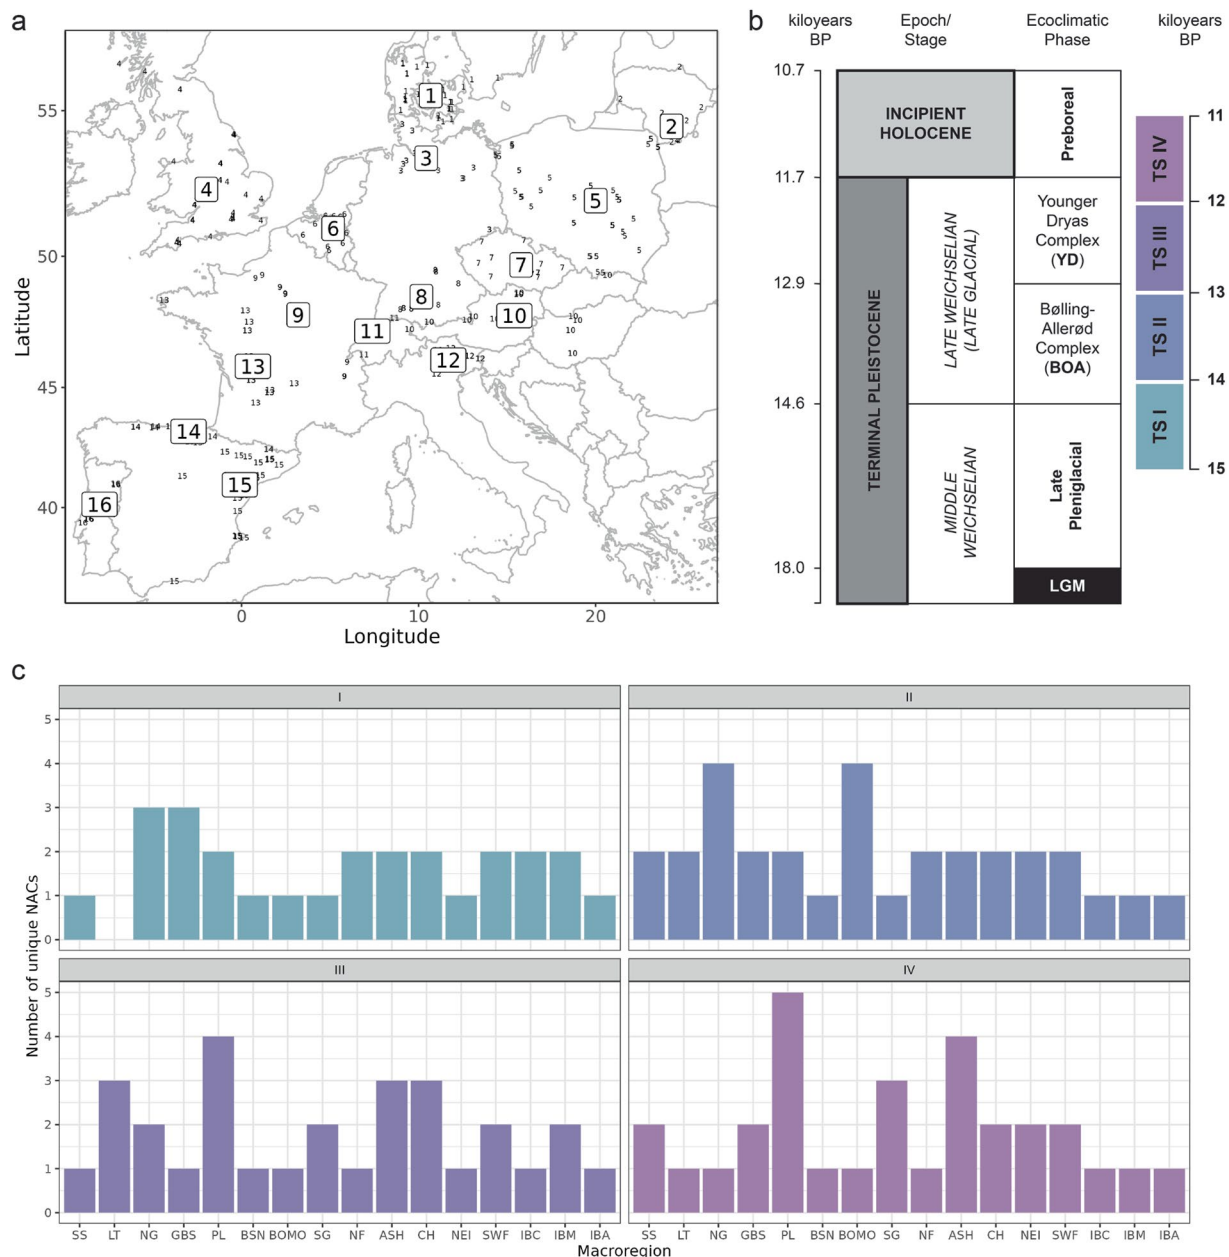 a
Latitude
55
50
45
40
0
10
20
Longitude
1
2
3
4
5
6
7
8
9
10
11
12
13
14
15
16
b
kiloyears
BP
Epoch/
Stage
Ecoclimatic
Phase
kiloyears
BP
10.7
11.7
12.9
14.6
18.0
INCIPIENT
HOLOCENE
TERMINAL PLEISTOCENE
LATE WEICHSELIAN
(LATE GLACIAL)
MIDDLE
WEICHSELIAN
Preboreal
Younger
Dryas
Complex
(YD)
Bølling-
Allerød
Complex
(BOA)
Late
Pleniglacial
LGM
TS IV
TS III
TS II
TS I
11
12
13
14
15
c
Number of unique NACs
I
5
4
3
2
1
0
II
III
5
4
3
2
1
0
IV
SS LT NG GBS PL BSN BOMO SG NF ASH CH NEI SWF IBC IBM IBA
SS LT NG GBS PL BSN BOMO SG NF ASH CH NEI SWF IBC IBM IBA
Macroregion